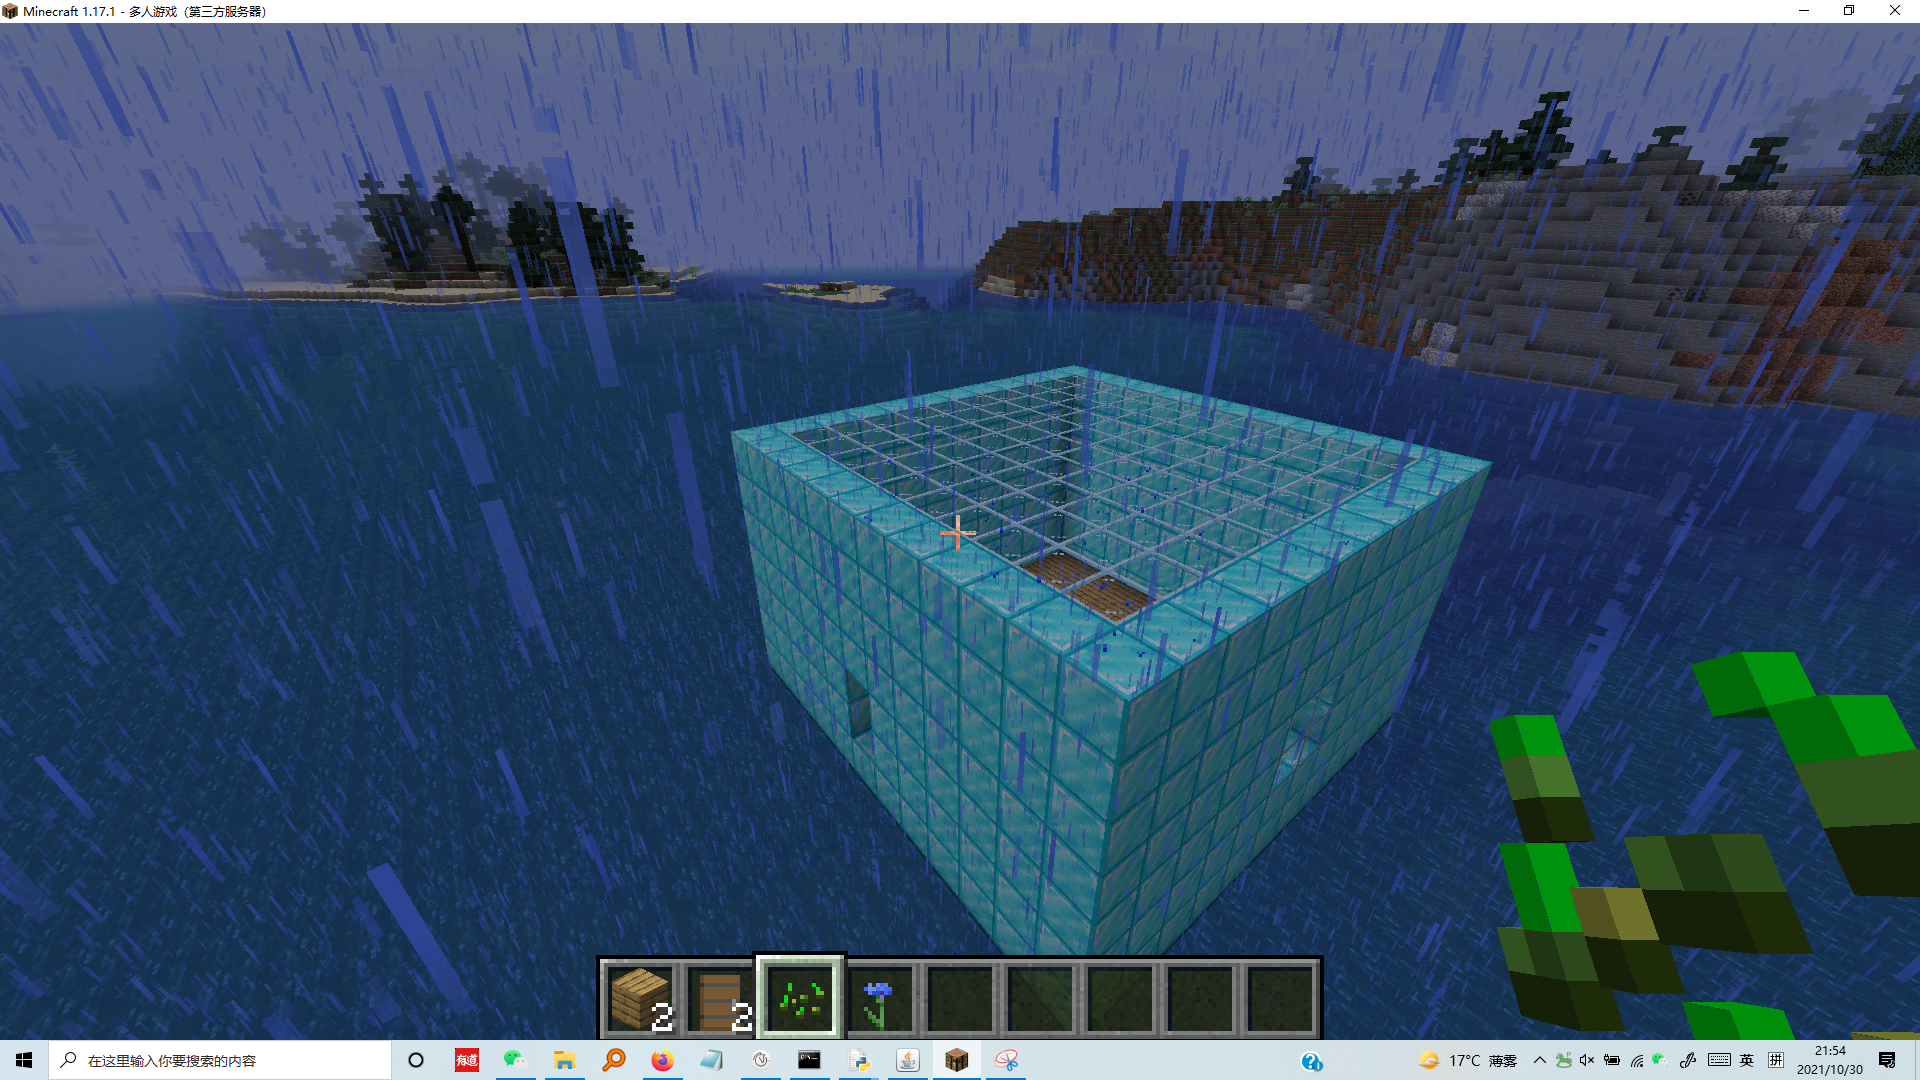 Minecraft 1.17.1 - 多人游戏（第三方服务器）
2
2
在这里输入你要搜索的内容
有道
17°C 薄雾
英
拼
21:54
2021/10/30